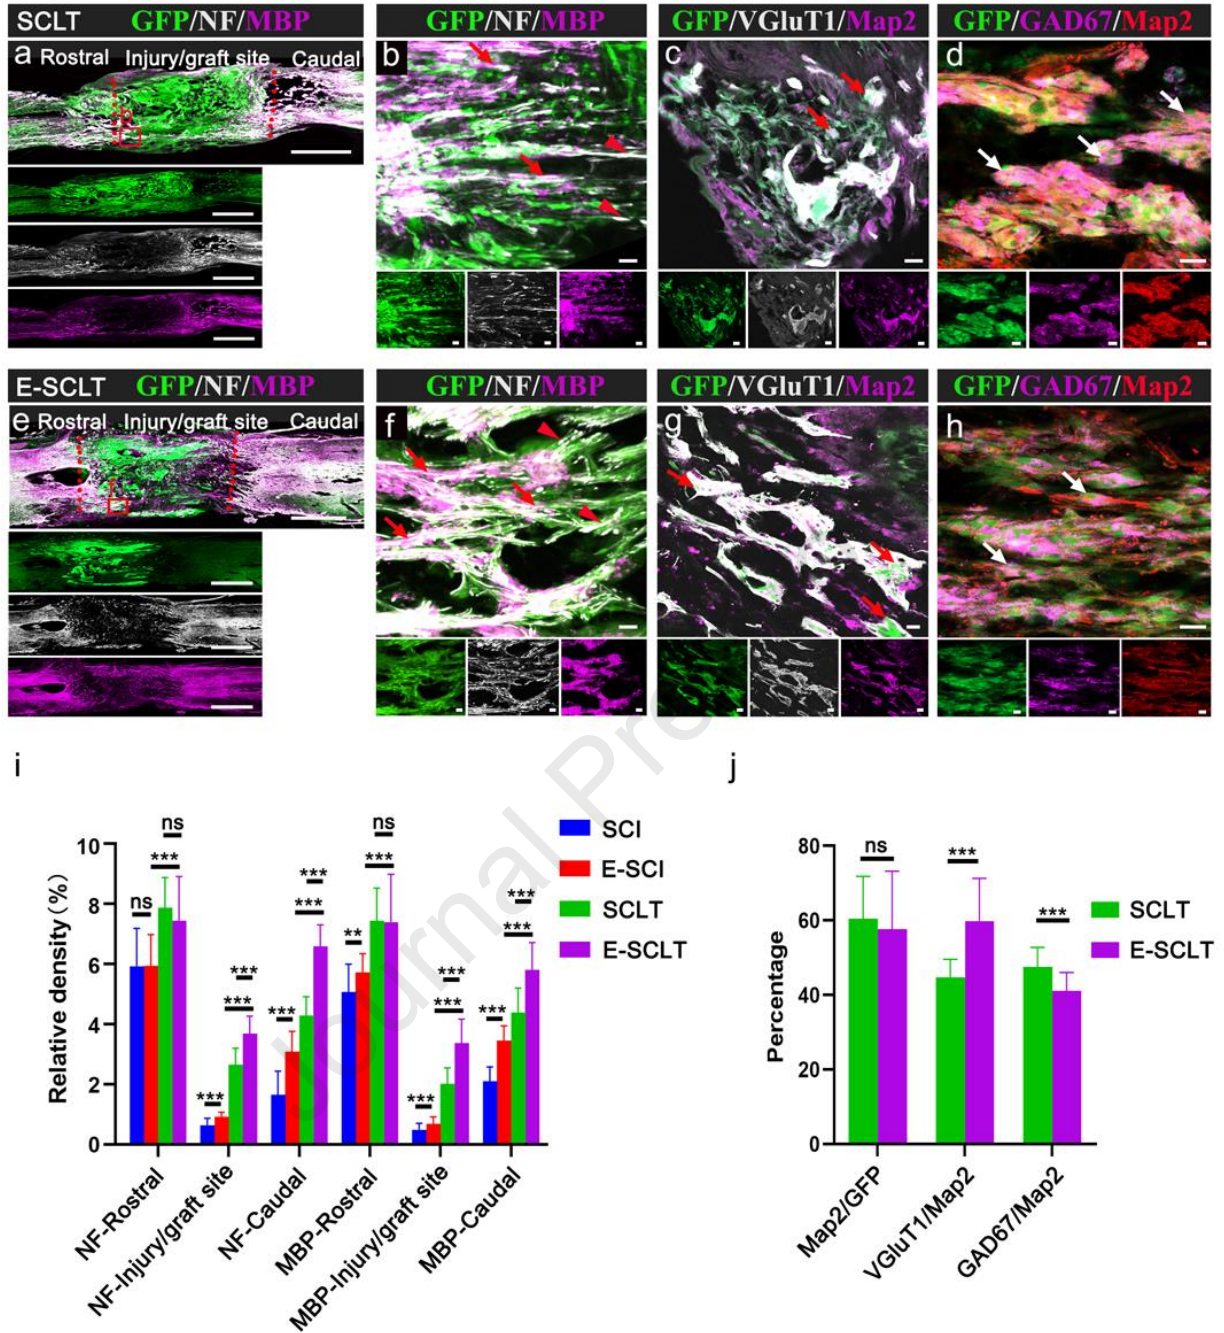 SCLT GFP/NF/MBP
GFP/NF/MBP
GFP/VGluT1/Map2
GFP/GAD67/Map2
a Rostral Injury/graft site Caudal
b
c
d
b
E-SCLT GFP/NF/MBP
GFP/NF/MBP
GFP/VGluT1/Map2
GFP/GAD67/Map2
e Rostral Injury/graft site Caudal
f
g
h
f
i
Relative density(%)
10
8
6
4
2
0
ns
***
ns
***
***
***
***
***
***
ns
***
**
***
***
***
***
***
***
NF-Rostral
NF-Injury/graft site
NF-Caudal
MBP-Rostral
MBP-Injury/graft site
MBP-Caudal
SCI
E-SCI
SCLT
E-SCLT
j
Percentage
80
60
40
20
0
ns
***
***
Map2/GFP
VGluT1/Map2
GAD67/Map2
SCLT
E-SCLT
Journal Pre